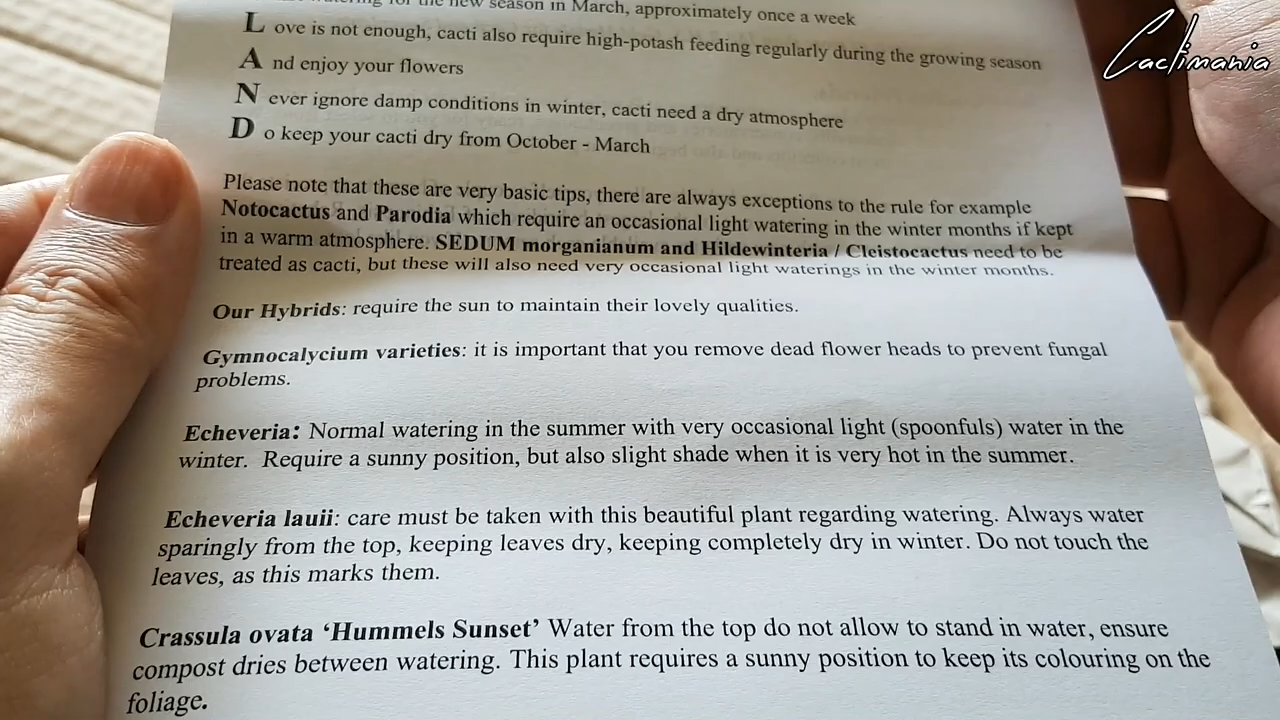 watering for the new season in March, approximately once a week
Love is not enough, cacti also require high-potash feeding regularly during the growing season
And enjoy your flowers
Never ignore damp conditions in winter, cacti need a dry atmosphere
Do keep your cacti dry from October - March
Please note that these are very basic tips, there are always exceptions to the rule for example
Notocactus and Parodia which require an occasional light watering in the winter months if kept
in a warm atmosphere. SEDUM morganianum and Hildewinteria / Cleistocactus need to be
treated as cacti, but these will also need very occasional light waterings in the winter months.
Our Hybrids: require the sun to maintain their lovely qualities.
Gymnocalycium varieties: it is important that you remove dead flower heads to prevent fungal
problems.
Echeveria: Normal watering in the summer with very occasional light (spoonfuls) water in the
winter. Require a sunny position, but also slight shade when it is very hot in the summer.
Echeveria lauii: care must be taken with this beautiful plant regarding watering. Always water
sparingly from the top, keeping leaves dry, keeping completely dry in winter. Do not touch the
leaves, as this marks them.
Crassula ovata ‘Hummels Sunset’ Water from the top do not allow to stand in water, ensure
compost dries between watering. This plant requires a sunny position to keep its colouring on the
foliage.
Cactimania